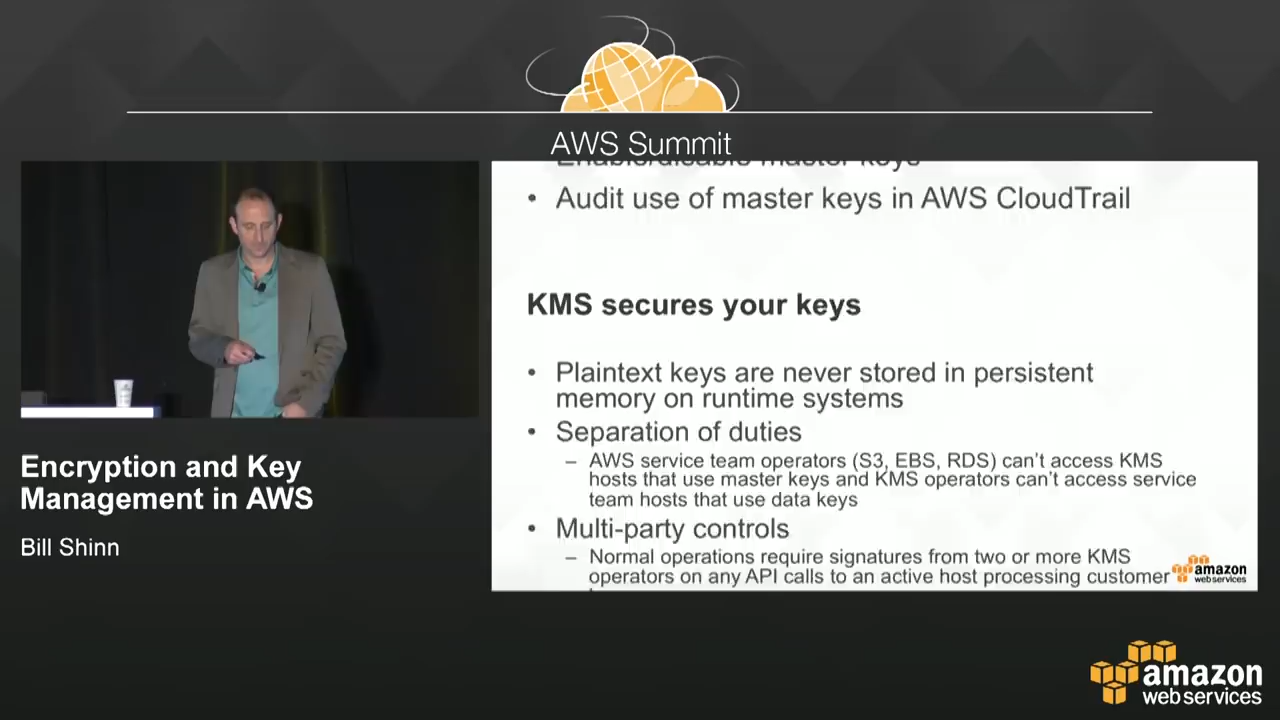 AWS Summit
Enable/disable master keys
• Audit use of master keys in AWS CloudTrail
KMS secures your keys
• Plaintext keys are never stored in persistent
memory on runtime systems
• Separation of duties
– AWS service team operators (S3, EBS, RDS) can't access KMS
hosts that use master keys and KMS operators can't access service
team hosts that use data keys
• Multi-party controls
– Normal operations require signatures from two or more KMS
operators on any API calls to an active host processing customer
amazon
web services
Encryption and Key
Management in AWS
Bill Shinn
amazon
web services